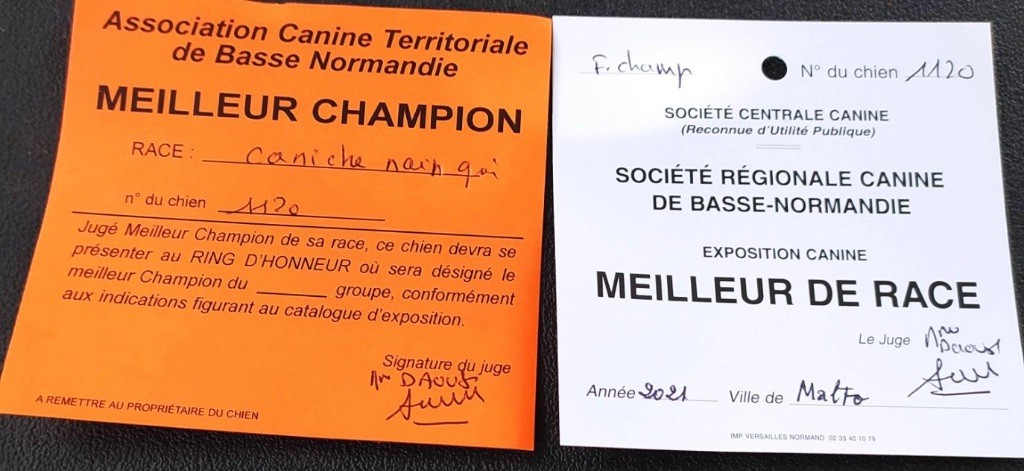 Association Canine Territoriale
de Basse Normandie
MEILLEUR CHAMPION
RACE : caniche nain
n° du chien 1120
Jugé Meilleur Champion de sa race, ce chien devra se
présenter au RING D'HONNEUR où sera désigné le
meilleur Champion du groupe, conformément
aux indications figurant au catalogue d'exposition.
Signature du juge
DAOUST
A REMETTRE AU PROPRIÉTAIRE DU CHIEN
F. champ N° du chien 1120
SOCIÉTÉ CENTRALE CANINE
(Reconnue d'Utilité Publique)
SOCIÉTÉ RÉGIONALE CANINE
DE BASSE-NORMANDIE
EXPOSITION CANINE
MEILLEUR DE RACE
Le Juge
DAOUST
Année 2021 Ville de
IMP VERSAILLES NORMAND 02 33 45 10 79